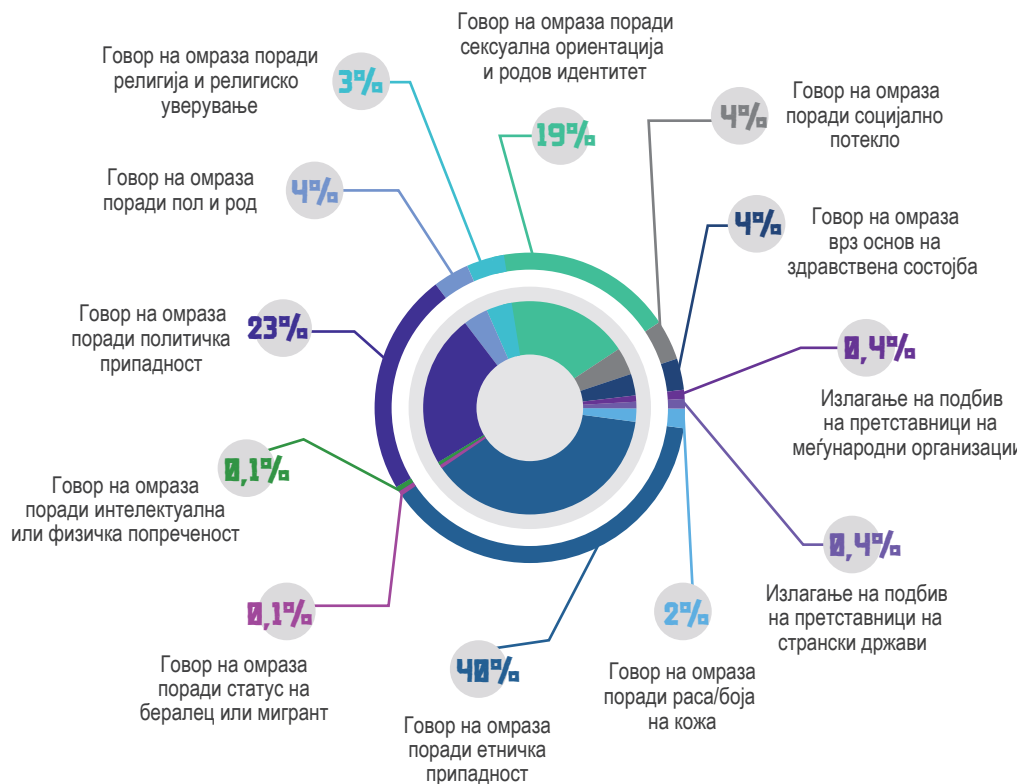 Говор на омраза поради
сексуална ориентација
и родов идентитет
19%
Говор на омраза поради
религија и религиско
уверување
3%
Говор на омраза
поради социјално
потекло
4%
Говор на омраза
поради пол и род
4%
Говор на омраза
врз основ на
здравствена состојба
4%
Говор на омраза
поради политичка
припадност
23%
0,4%
Излагање на подбив
на претставници на
меѓународни организации
0,1%
Говор на омраза
поради интелектуална
или физичка попреченост
0,4%
Излагање на подбив
на претставници на
странски држави
0,1%
Говор на омраза
поради статус на
бералец или мигрант
40%
Говор на омраза
поради етничка
припадност
2%
Говор на омраза
поради раса/боја
на кожа